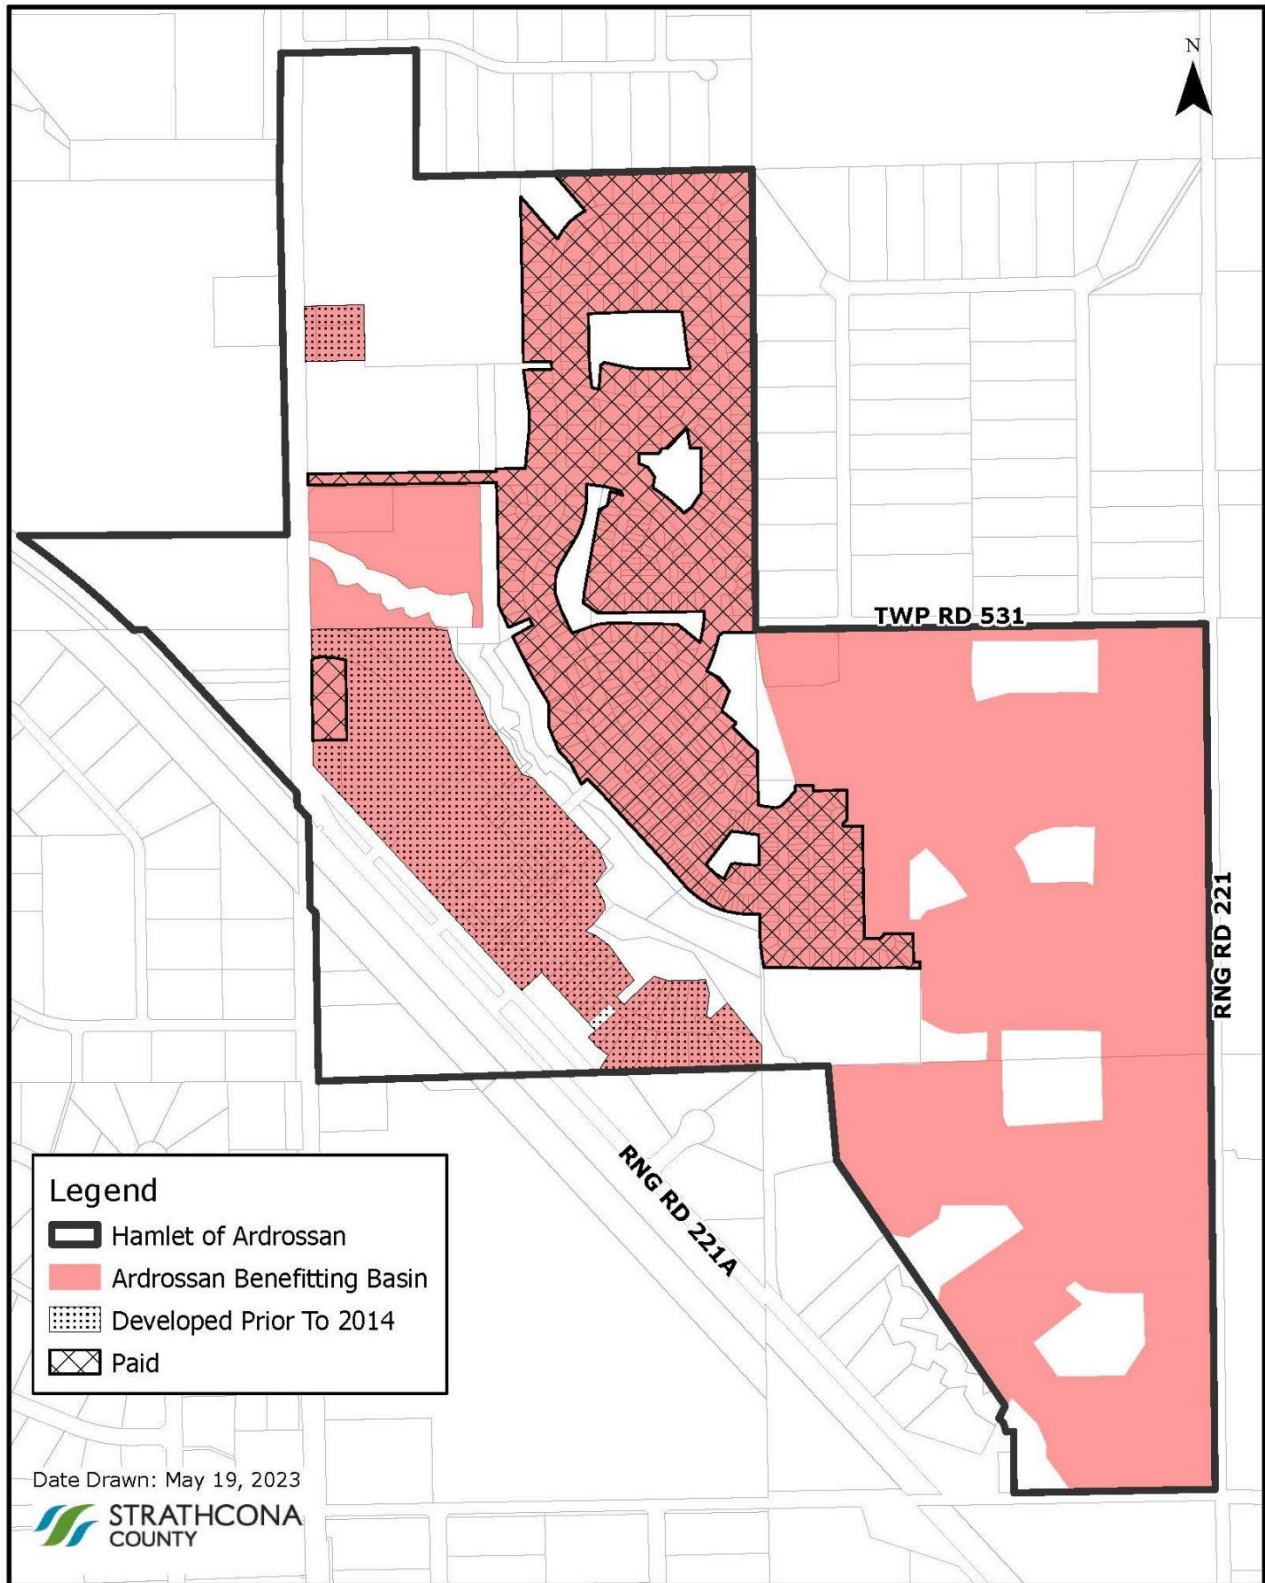 N
TWP RD 531
RNG RD 221
RNG RD 221A
Legend
Hamlet of Ardrossan
Ardrossan Benefitting Basin
Developed Prior To 2014
Paid
Date Drawn: May 19, 2023
STRATHCONA
COUNTY